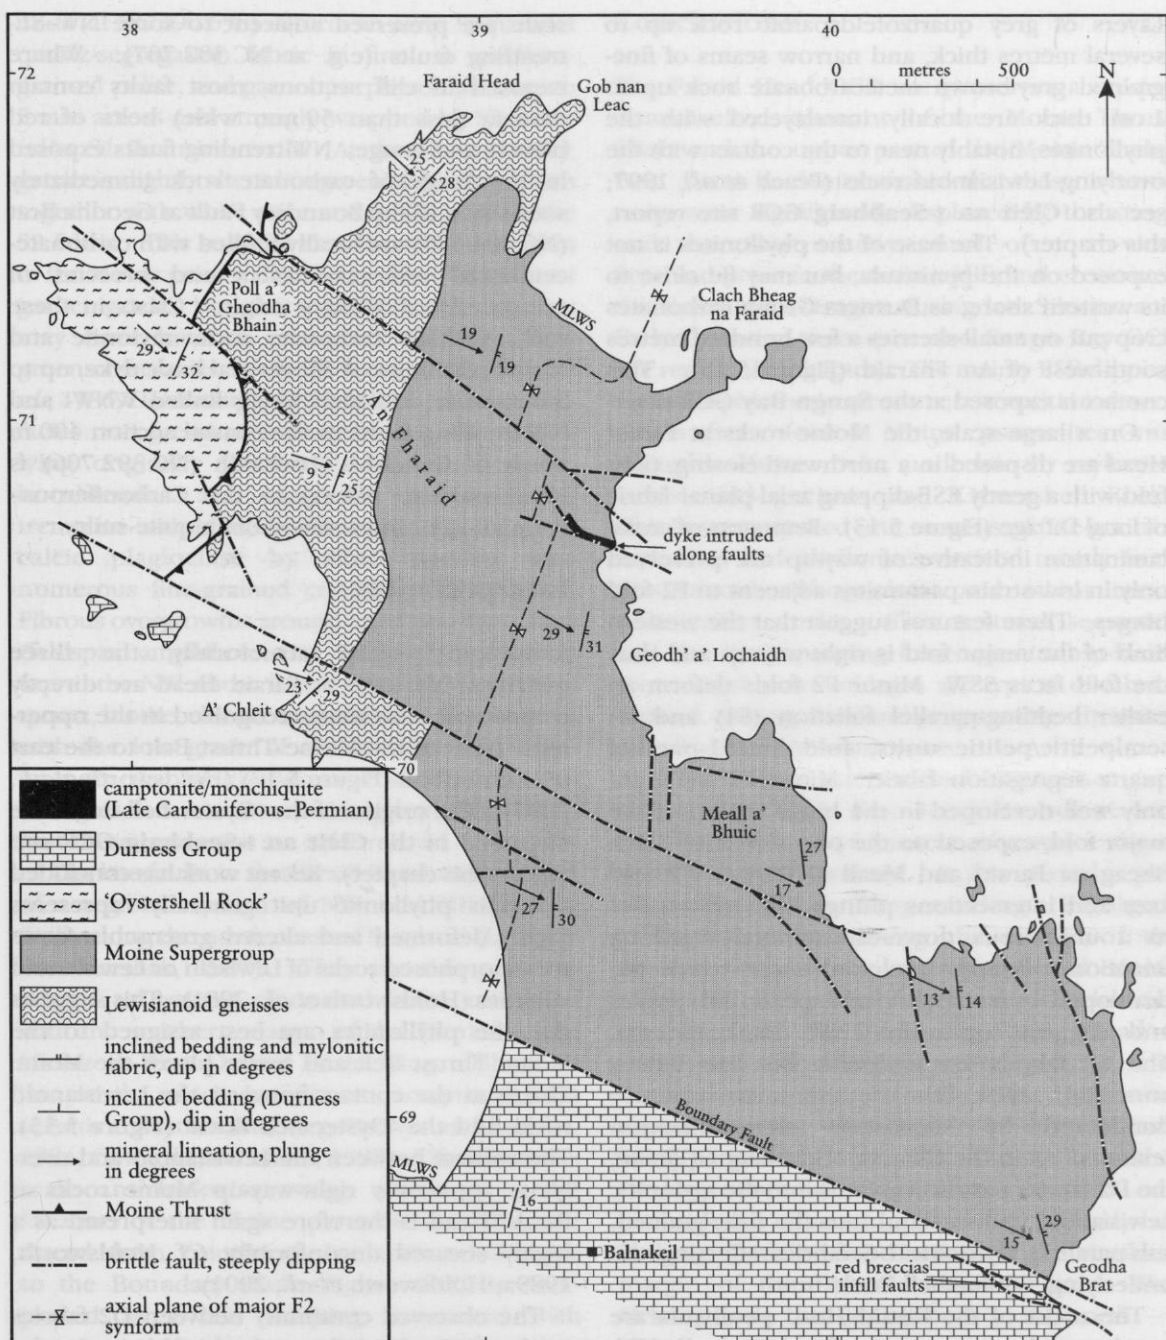 38
39
40
72
Faraid Head
Gob nan
Leac
0 metres 500
N
25
28
Poll a'
Gheodha
Bhain
MLWS
Clach Bheag
na Faraid
29
32
19
19
An Fharaid
71
9
25
dyke intruded
along faults
29
31
Geodh' a' Lochaidh
23
29
A' Chleit
70
Meall a'
Bhuic
27
17
27
30
13
14
camptonite/monchiquite
(late Carboniferous–Permian)
Durness Group
'Oystershell Rock'
Moine Supergroup
Lewisianoid gneisses
inclined bedding and mylonitic
fabric, dip in degrees
inclined bedding (Durness
Group), dip in degrees
mineral lineation, plunge
in degrees
Moine Thrust
brittle fault, steeply dipping
axial plane of major F2
synform
69
Boundary Fault
MLWS
16
29
15
Balnakeil
red breccias
infill faults
Geodha
Brat